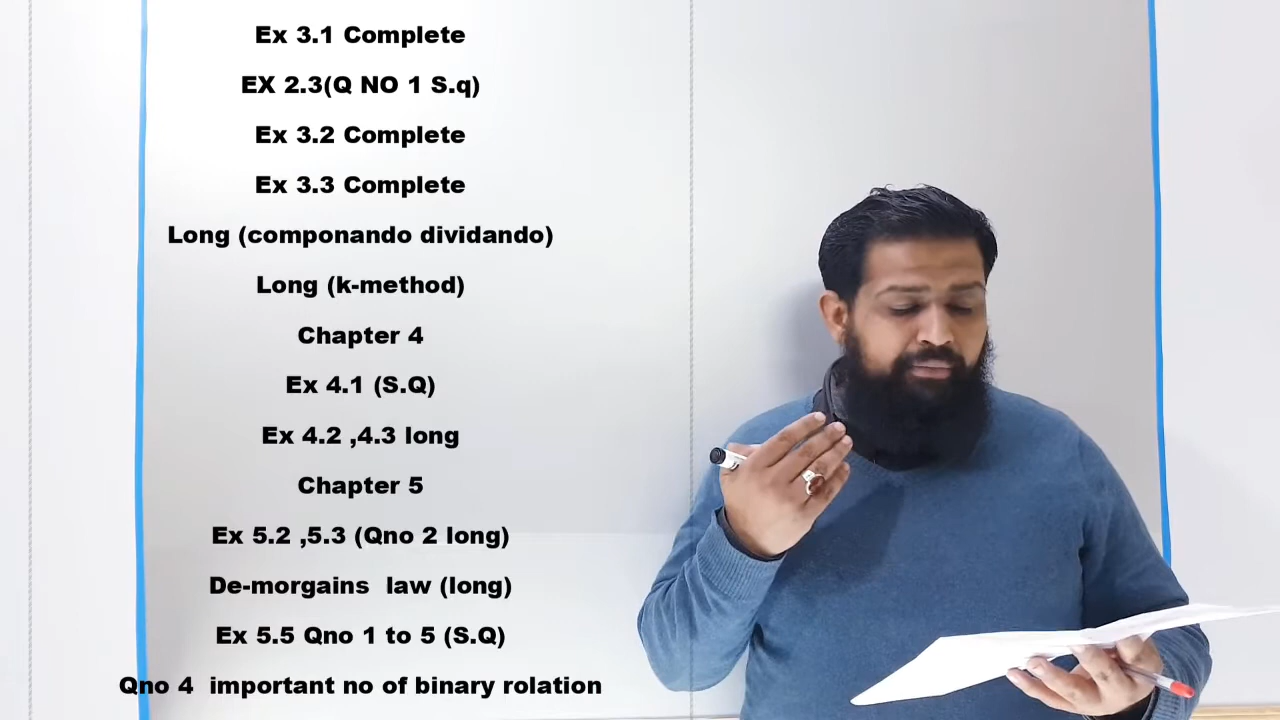 Ex 3.1 Complete
EX 2.3(Q NO 1 S.q)
Ex 3.2 Complete
Ex 3.3 Complete
Long (componando dividando)
Long (k-method)
Chapter 4
Ex 4.1 (S.Q)
Ex 4.2 ,4.3 long
Chapter 5
Ex 5.2 ,5.3 (Qno 2 long)
De-morgains  law (long)
Ex 5.5 Qno 1 to 5 (S.Q)
Qno 4  important no of binary rolation